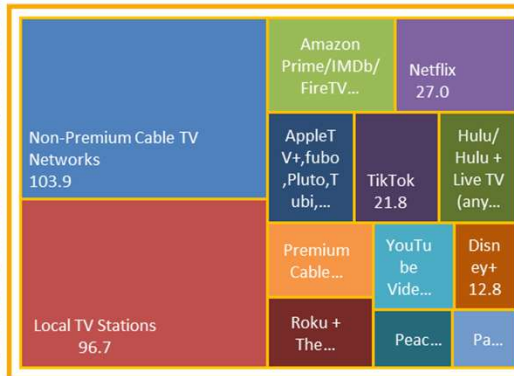 Non-Premium Cable TV
Networks
103.9
Local TV Stations
96.7
Amazon
Prime/IMDb/
FireTV...
Netflix
27.0
AppleT
V+,fubo
,Pluto,T
ubi,...
TikTok
21.8
Hulu/
Hulu +
Live TV
(any...
Premium
Cable...
YouTu
be
Vide...
Disn
ey+
12.8
Roku +
The...
Peac...
Pa...